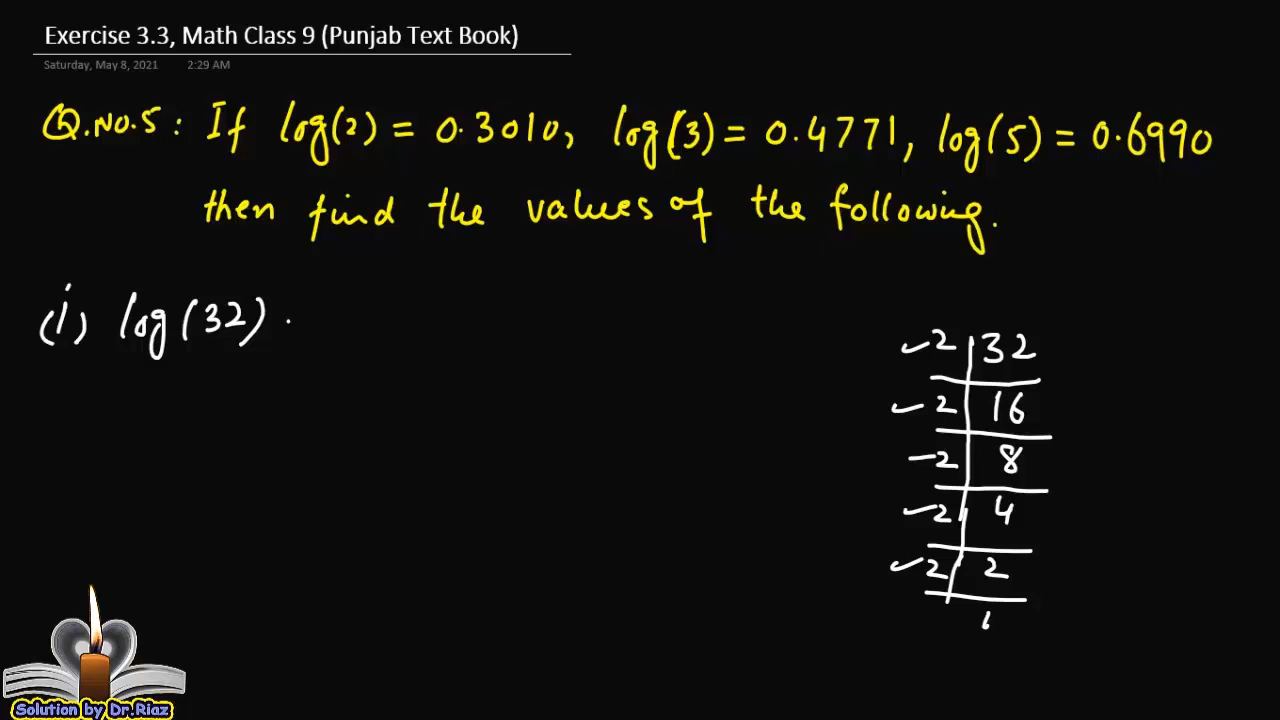 Exercise 3.3, Math Class 9 (Punjab Text Book)
Saturday, May 8, 2021 2:29 AM
Q.NO.5: If log(2) = 0.3010, log(3) = 0.4771, log(5) = 0.6990
then find the values of the following.
(i) log(32)
2 | 32
2 | 16
2 | 8
2 | 4
2 | 2
1
Solution by Dr.Riaz